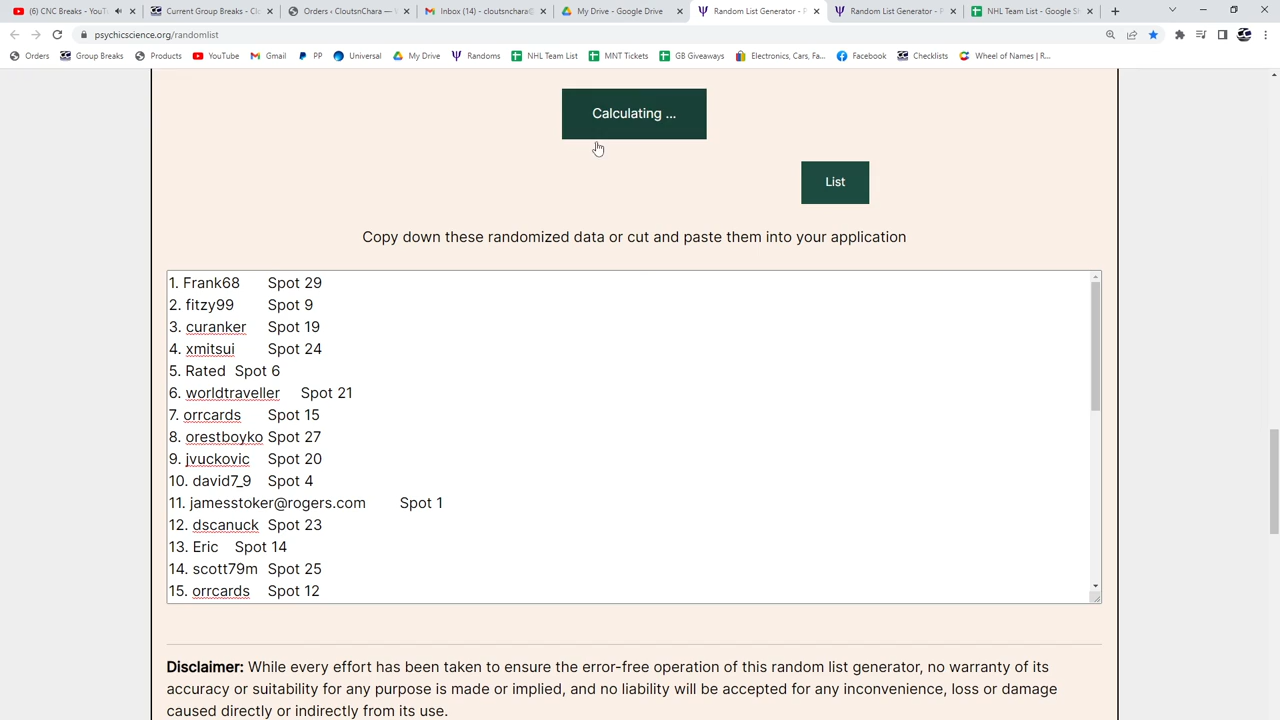 (6) CNC Breaks - YouTu
Current Group Breaks - Cl
Orders ‹ CloutsnChara — W
Inbox (14) - cloutsnchara@
My Drive - Google Drive
Random List Generator - P
Random List Generator - P
NHL Team List - Google Sh
psychicscience.org/randomlist
Orders
Group Breaks
Products
YouTube
Gmail
PP
Universal
My Drive
Randoms
NHL Team List
MNT Tickets
GB Giveaways
Electronics, Cars, Fa...
Facebook
Checklists
Wheel of Names | R...
Calculating ...
List
Copy down these randomized data or cut and paste them into your application
1. Frank68 Spot 29
2. fitzy99 Spot 9
3. curanker Spot 19
4. xmitsui Spot 24
5. Rated Spot 6
6. worldtraveller Spot 21
7. orrcards Spot 15
8. orestboyko Spot 27
9. jvuckovic Spot 20
10. david7_9 Spot 4
11. jamesstoker@rogers.com Spot 1
12. dscanuck Spot 23
13. Eric Spot 14
14. scott79m Spot 25
15. orrcards Spot 12
Disclaimer: While every effort has been taken to ensure the error-free operation of this random list generator, no warranty of its
accuracy or suitability for any purpose is made or implied, and no liability will be accepted for any inconvenience, loss or damage
caused directly or indirectly from its use.